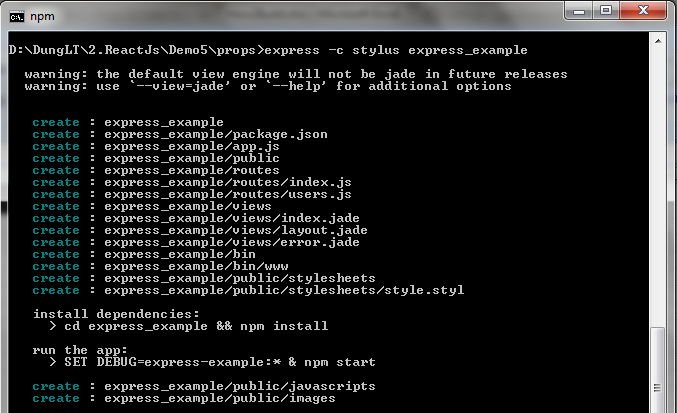 npm
D:\DungLT\2.ReactJs\Demo5\props>express -c stylus express_example
warning: the default view engine will not be jade in future releases
warning: use `--view=jade' or `--help' for additional options
create : express_example
create : express_example/package.json
create : express_example/app.js
create : express_example/public
create : express_example/routes
create : express_example/routes/index.js
create : express_example/routes/users.js
create : express_example/views
create : express_example/views/index.jade
create : express_example/views/layout.jade
create : express_example/views/error.jade
create : express_example/bin
create : express_example/bin/www
create : express_example/public/stylesheets
create : express_example/public/stylesheets/style.styl
install dependencies:
> cd express_example && npm install
run the app:
> SET DEBUG=express-example:* & npm start
create : express_example/public/javascripts
create : express_example/public/images